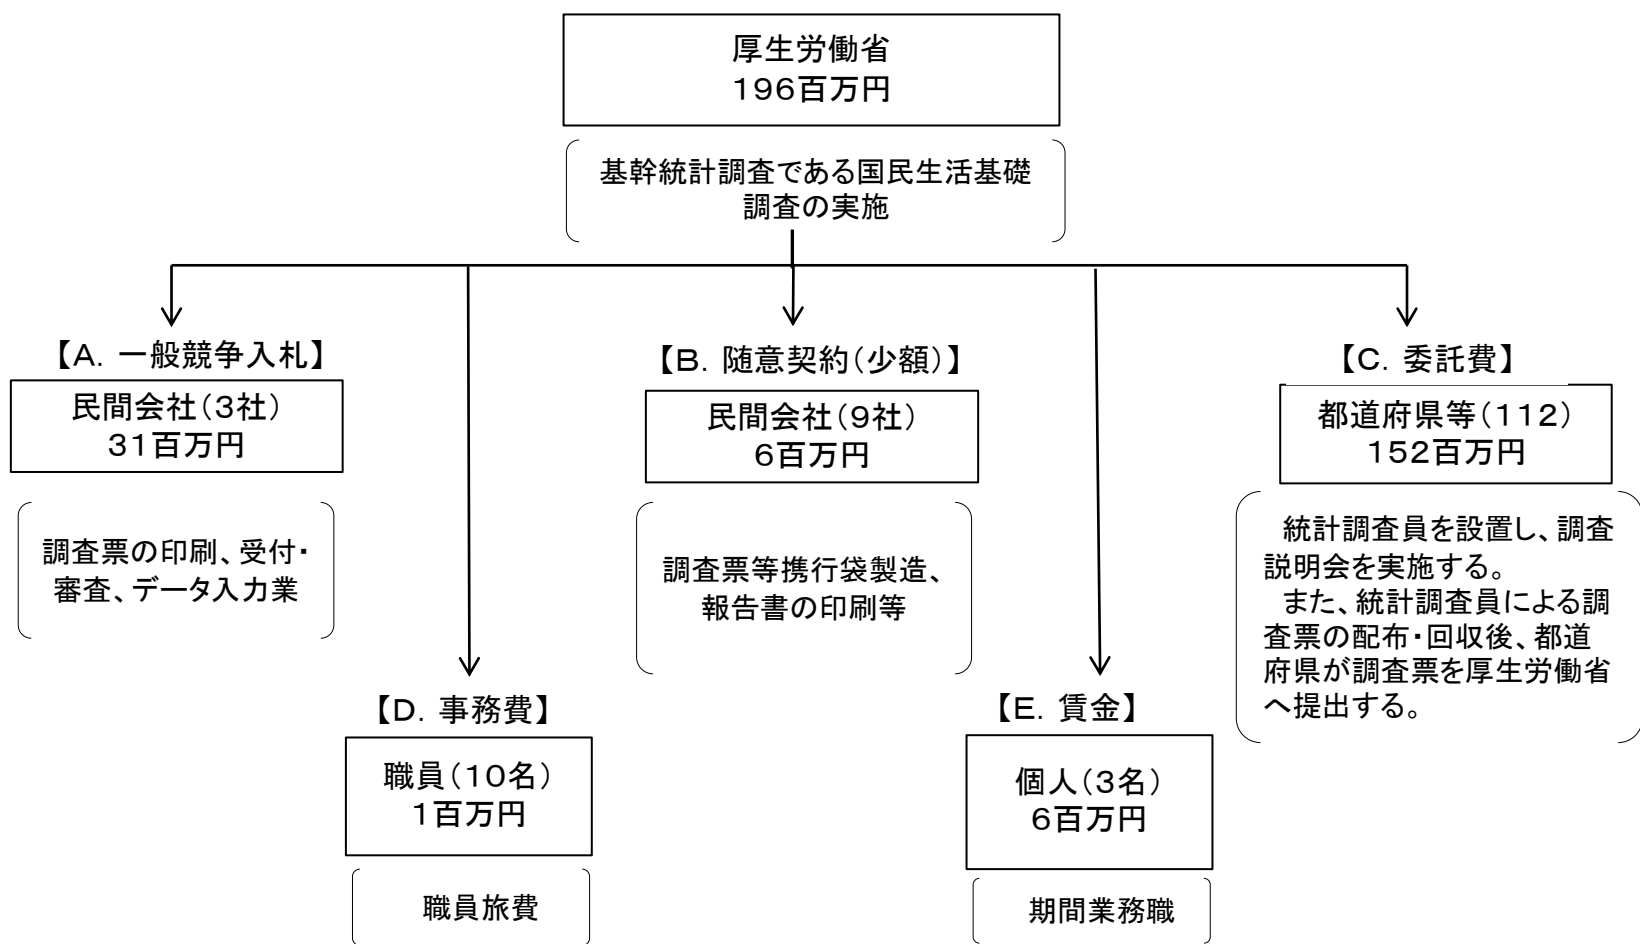 厚生労働省
196百万円
基幹統計調査である国民生活基礎
調査の実施
【A．一般競争入札】
民間会社（3社）
31百万円
調査票の印刷、受付・
審査、データ入力業
【B．随意契約（少額）】
民間会社（9社）
6百万円
調査票等携行袋製造、
報告書の印刷等
【C．委託費】
都道府県等（112）
152百万円
統計調査員を設置し、調査
説明会を実施する。
また、統計調査員による調
査票の配布・回収後、都道
府県が調査票を厚生労働省
へ提出する。
【D．事務費】
職員（10名）
1百万円
職員旅費
【E．賃金】
個人（3名）
6百万円
期間業務職